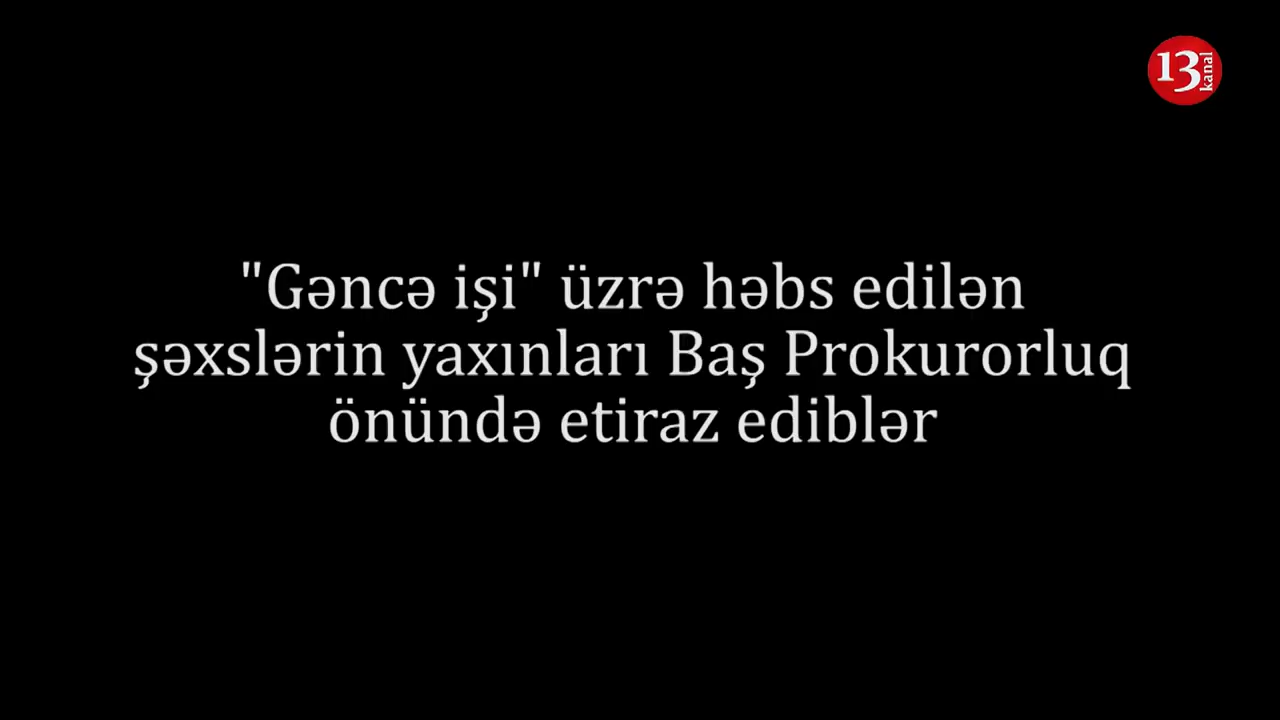 13
kanal
"Gəncə işi" üzrə həbs edilən
şəxslərin yaxınları Baş Prokurorluq
önündə etiraz ediblər